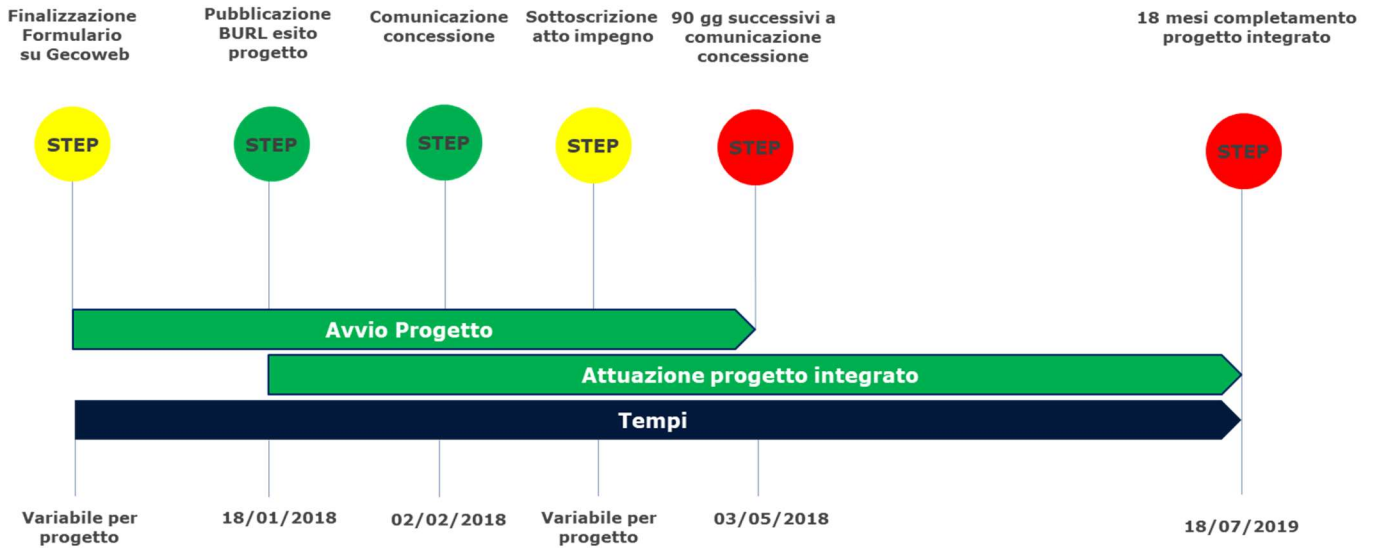 Finalizzazione
Formulario
su Gecoweb
Pubblicazione
BURL esito
progetto
Comunicazione
concessione
Sottoscrizione
atto impegno
90 gg successivi a
comunicazione
concessione
18 mesi completamento
progetto integrato
STEP
STEP
STEP
STEP
STEP
STEP
Avvio Progetto
Attuazione progetto integrato
Tempi
Variabile per
progetto
18/01/2018
02/02/2018
Variabile per
progetto
03/05/2018
18/07/2019